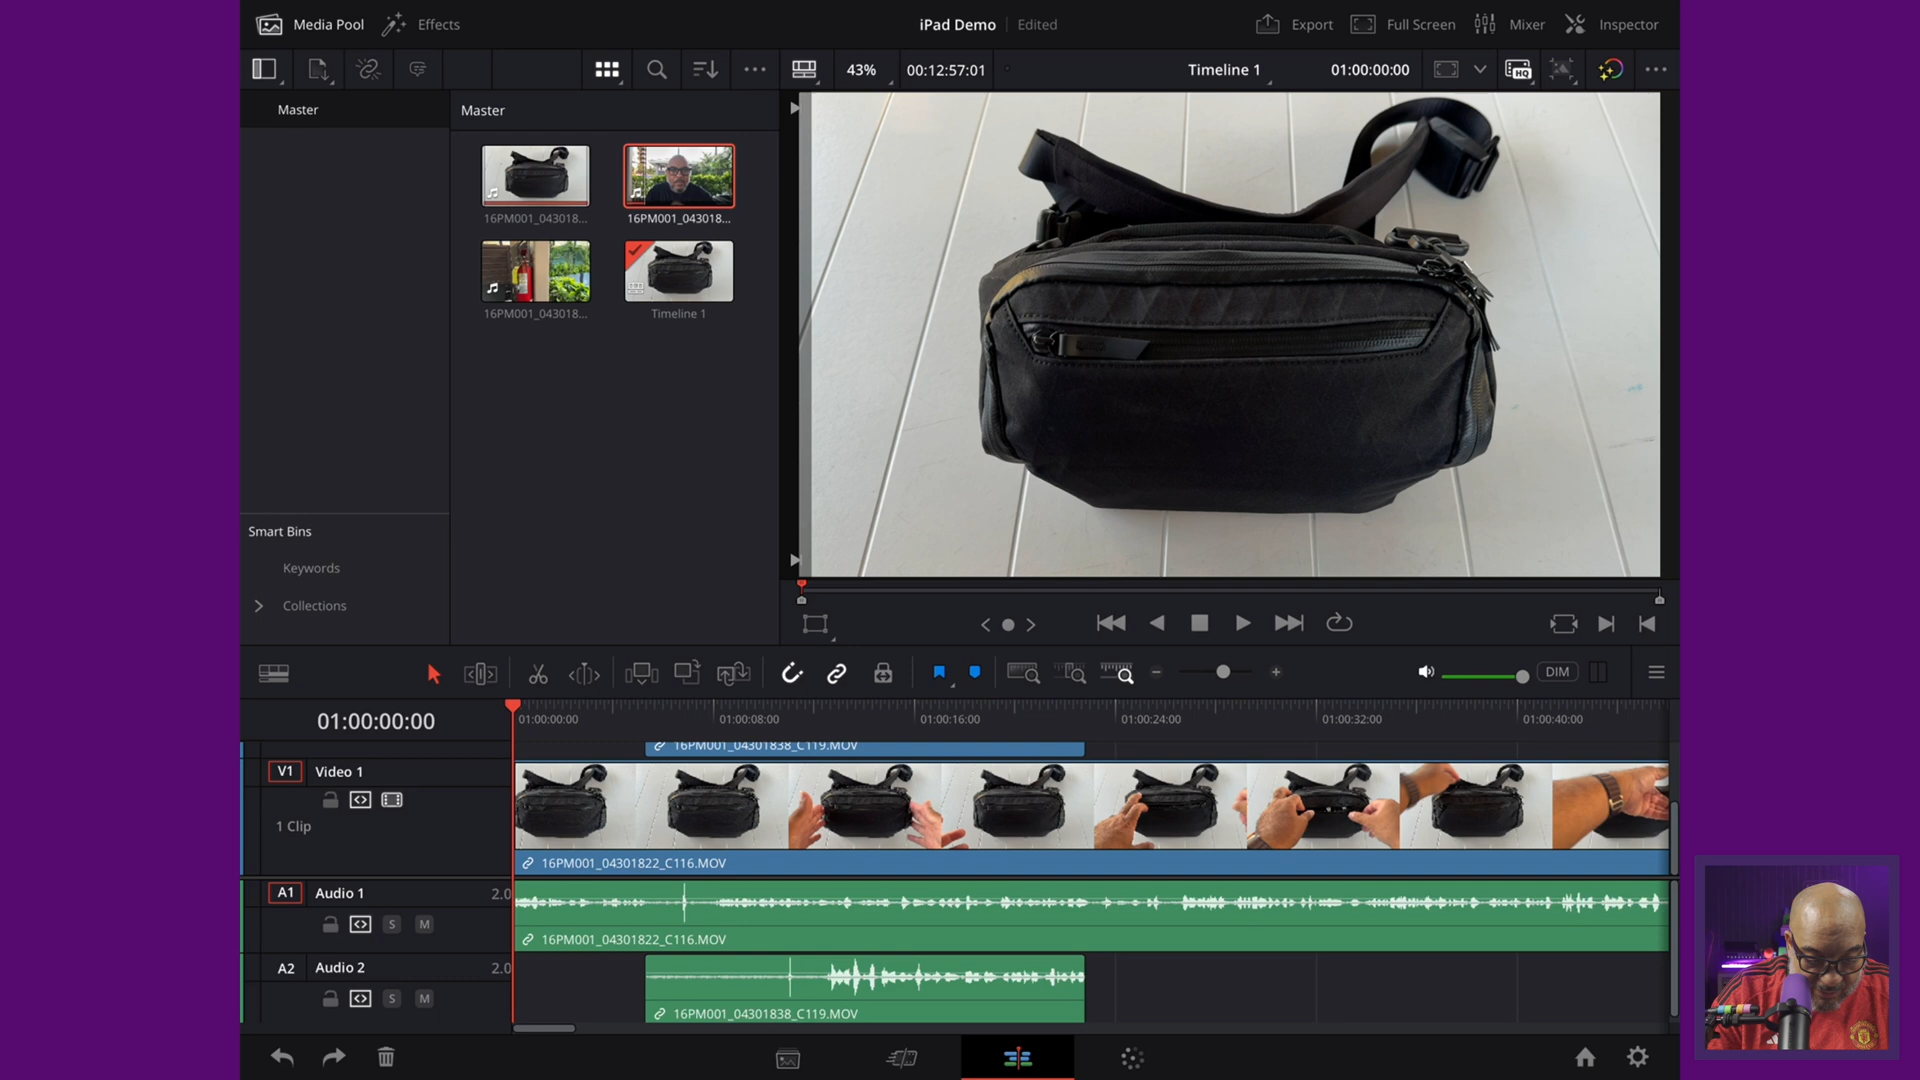 Media Pool
Effects
iPad Demo
Edited
Export
Full Screen
Mixer
Inspector
43%
00:12:57:01
Timeline 1
01:00:00:00
HQ
Master
Master
16PM001_043018...
16PM001_043018...
16PM001_043018...
Timeline 1
Smart Bins
Keywords
Collections
DIM
01:00:00:00
01:00:00:00
01:00:08:00
01:00:16:00
01:00:24:00
01:00:32:00
01:00:40:00
16PM001_04301838_C119.MOV
V1
Video 1
1 Clip
16PM001_04301822_C116.MOV
A1
Audio 1
2.0
S
M
16PM001_04301822_C116.MOV
A2
Audio 2
2.0
S
M
16PM001_04301838_C119.MOV